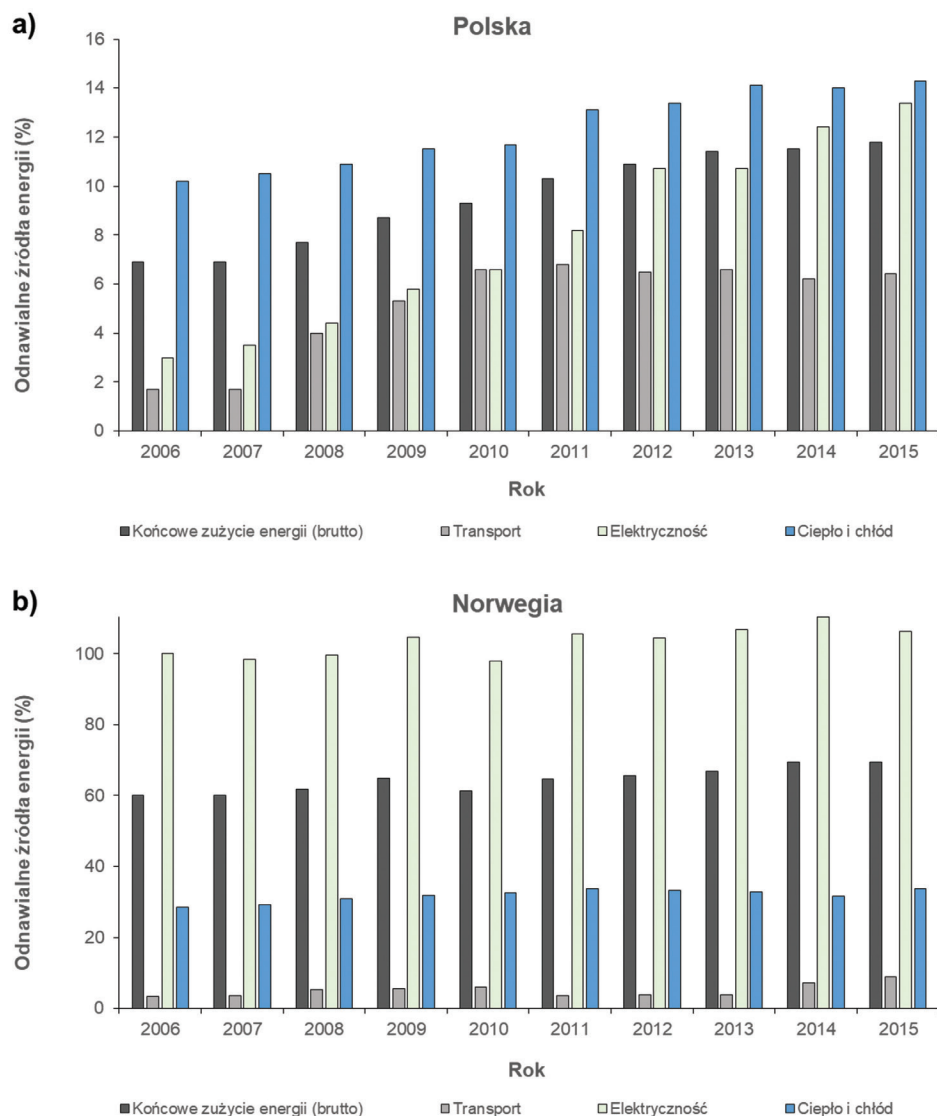 a)
Polska
Odnawialne źródła energii (%)
16
14
12
10
8
6
4
2
0
2006 2007 2008 2009 2010 2011 2012 2013 2014 2015
Rok
Końcowe zużycie energii (brutto) Transport Elektryczność Ciepło i chłód
b)
Norwegia
Odnawialne źródła energii (%)
100
80
60
40
20
0
2006 2007 2008 2009 2010 2011 2012 2013 2014 2015
Rok
Końcowe zużycie energii (brutto) Transport Elektryczność Ciepło i chłód